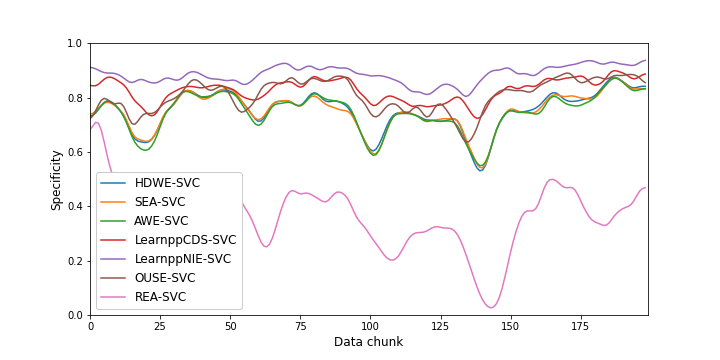 1.0
0.8
0.6
0.4
0.2
0.0
Specificity
HDWE-SVC
SEA-SVC
AWE-SVC
LearnppCDS-SVC
LearnppNIE-SVC
OUSE-SVC
REA-SVC
0 25 50 75 100 125 150 175
Data chunk